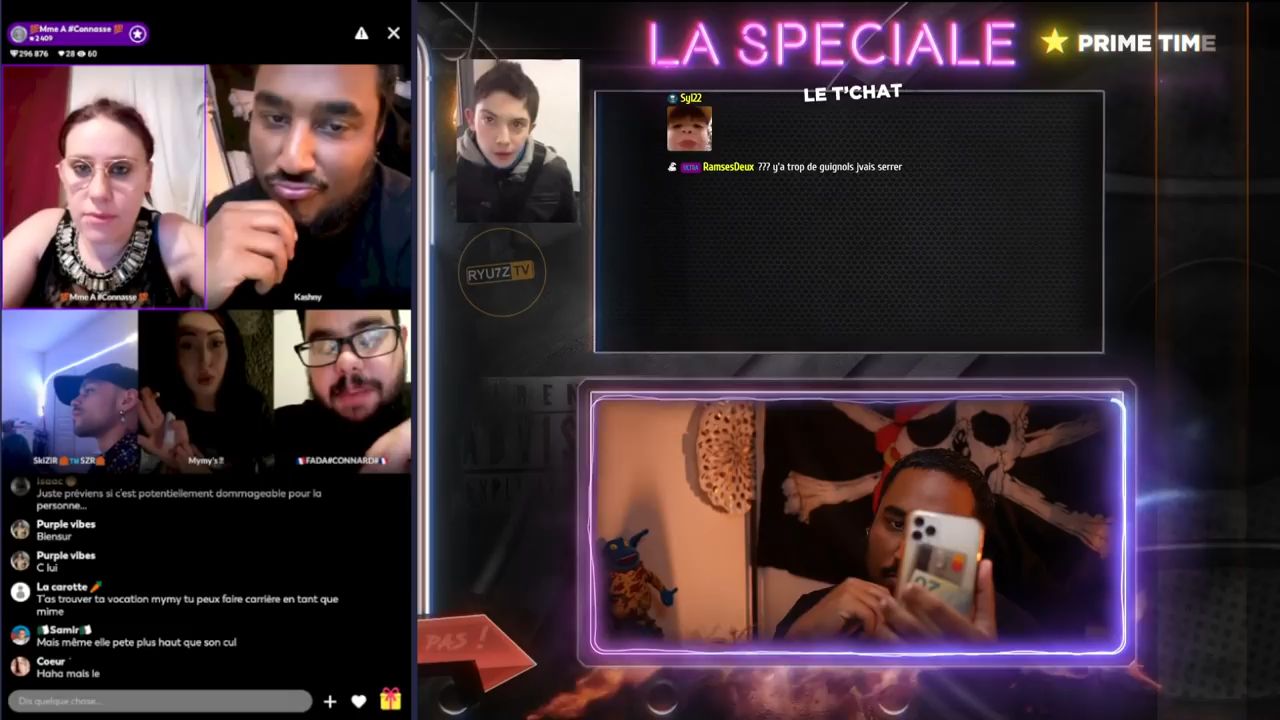 Mme A #Connasse
2 409
296 876 28 60
Mme A #Connasse
Kashny
SkiZIR TM SZR
Mymy's !!
FADA#CONNARD#
Isaac
Juste préviens si c'est potentiellement dommageable pour la
personne...
Purple vibes
Biensur
Purple vibes
C lui
La carotte
T'as trouver ta vocation mymy tu peux faire carrière en tant que
mime
Samir
Mais même elle pete plus haut que son cul
Coeur
Haha mais le
Dis quelque chose...
LA SPECIALE
PRIME TIME
LE T'CHAT
Syl22
ULTRA RamsesDeux ??? y'a trop de guignols jvais serrer
RYU7Z TV
PAS !